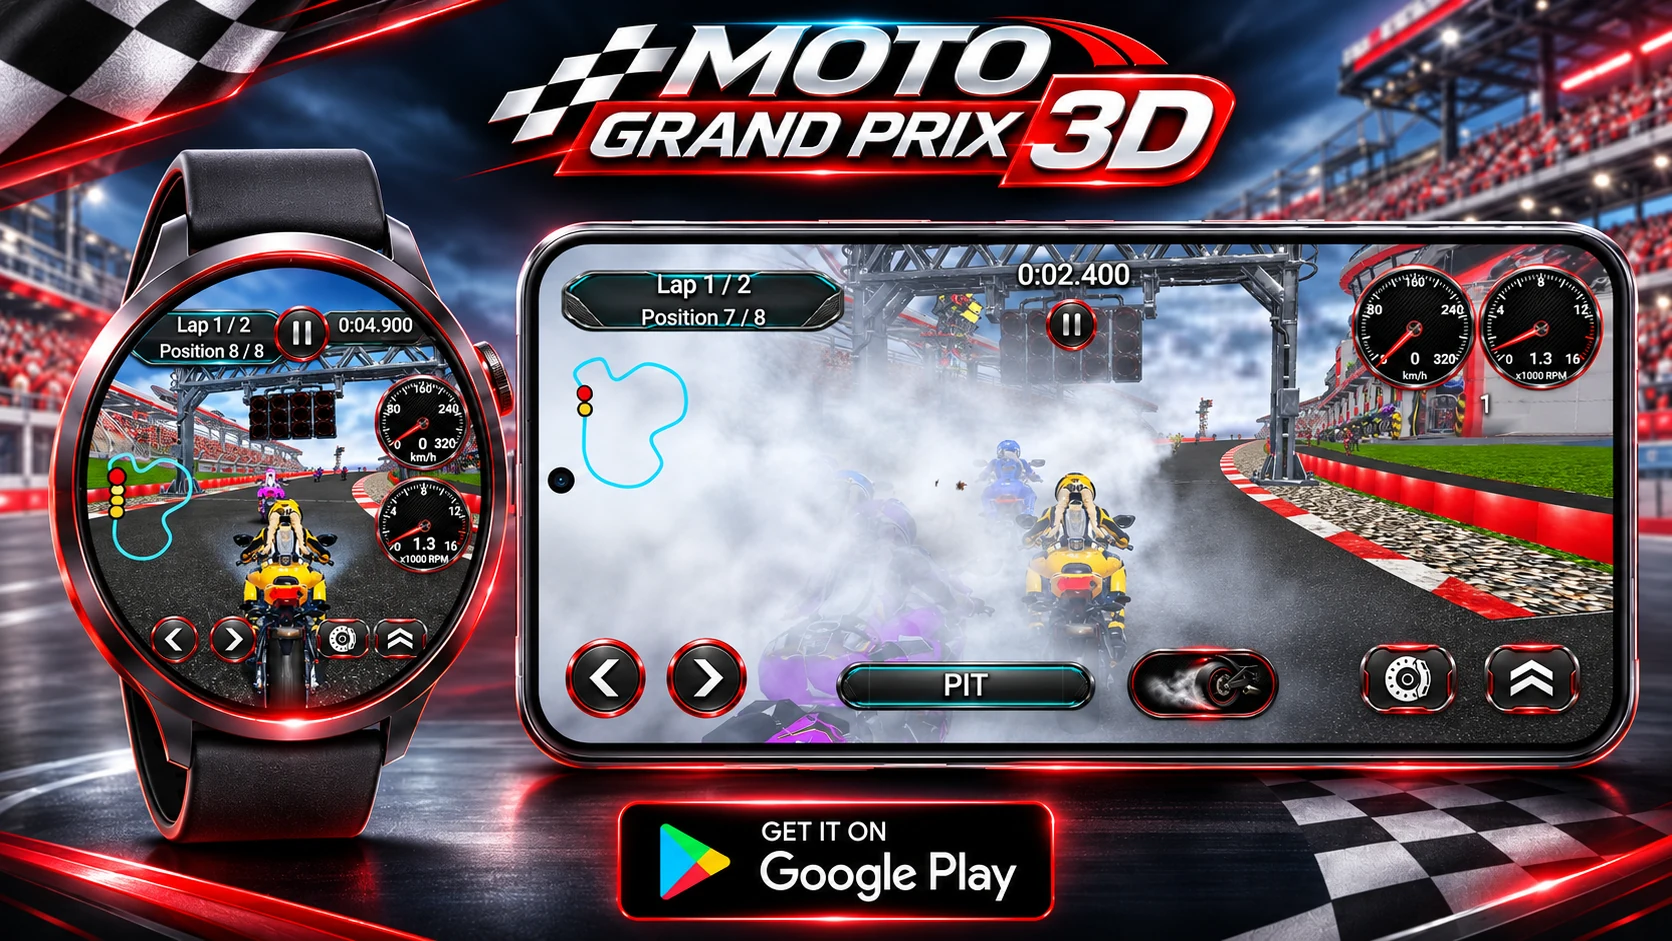 MOTO
GRAND PRIX 3D
Lap 1 / 2
Position 8 / 8
0:04.900
80 160 240
0 0 320
km/h
4 8 12
0 1.3 16
x1000 RPM
Lap 1 / 2
Position 7 / 8
0:02.400
80 160 240
0 0 320
km/h
4 8 12
0 1.3 16
x1000 RPM
1
PIT
GET IT ON
Google Play